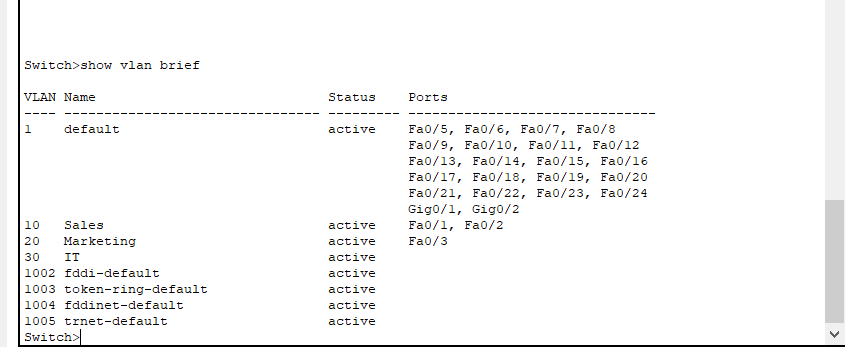 Switch>show vlan brief
VLAN Name                             Status    Ports
---- -------------------------------- --------- -------------------------------
1    default                          active    Fa0/5, Fa0/6, Fa0/7, Fa0/8
                                                Fa0/9, Fa0/10, Fa0/11, Fa0/12
                                                Fa0/13, Fa0/14, Fa0/15, Fa0/16
                                                Fa0/17, Fa0/18, Fa0/19, Fa0/20
                                                Fa0/21, Fa0/22, Fa0/23, Fa0/24
                                                Gig0/1, Gig0/2
10   Sales                            active    Fa0/1, Fa0/2
20   Marketing                        active    Fa0/3
30   IT                               active
1002 fddi-default                     active
1003 token-ring-default               active
1004 fddinet-default                  active
1005 trnet-default                    active
Switch>